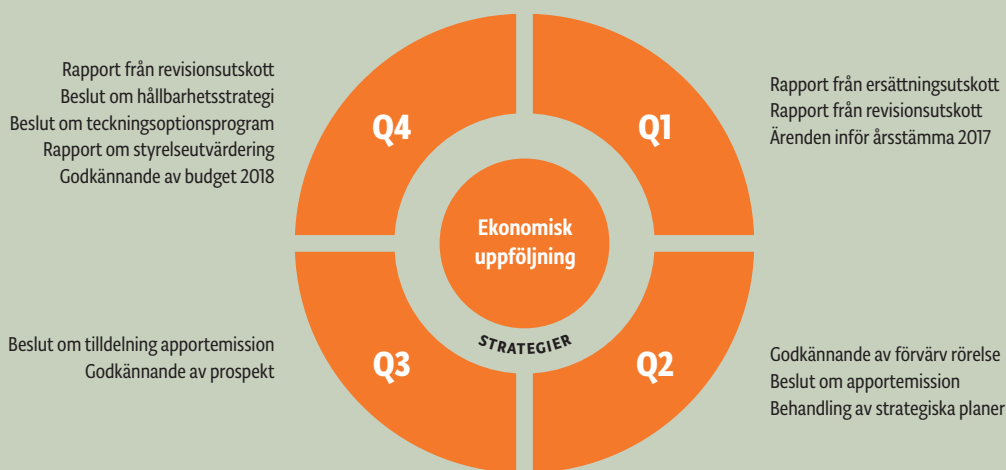 Rapport från revisionsutskott
Beslut om hållbarhetsstrategi
Beslut om teckningsoptionsprogram
Rapport om styrelseutvärdering
Godkännande av budget 2018
Q4
Q1
Rapport från ersättningsutskott
Rapport från revisionsutskott
Ärenden inför årsstämma 2017
Ekonomisk
uppföljning
STRATEGIER
Beslut om tilldelning apportemission
Godkännande av prospekt
Q3
Q2
Godkännande av förvärv rörelse
Beslut om apportemission
Behandling av strategiska planer